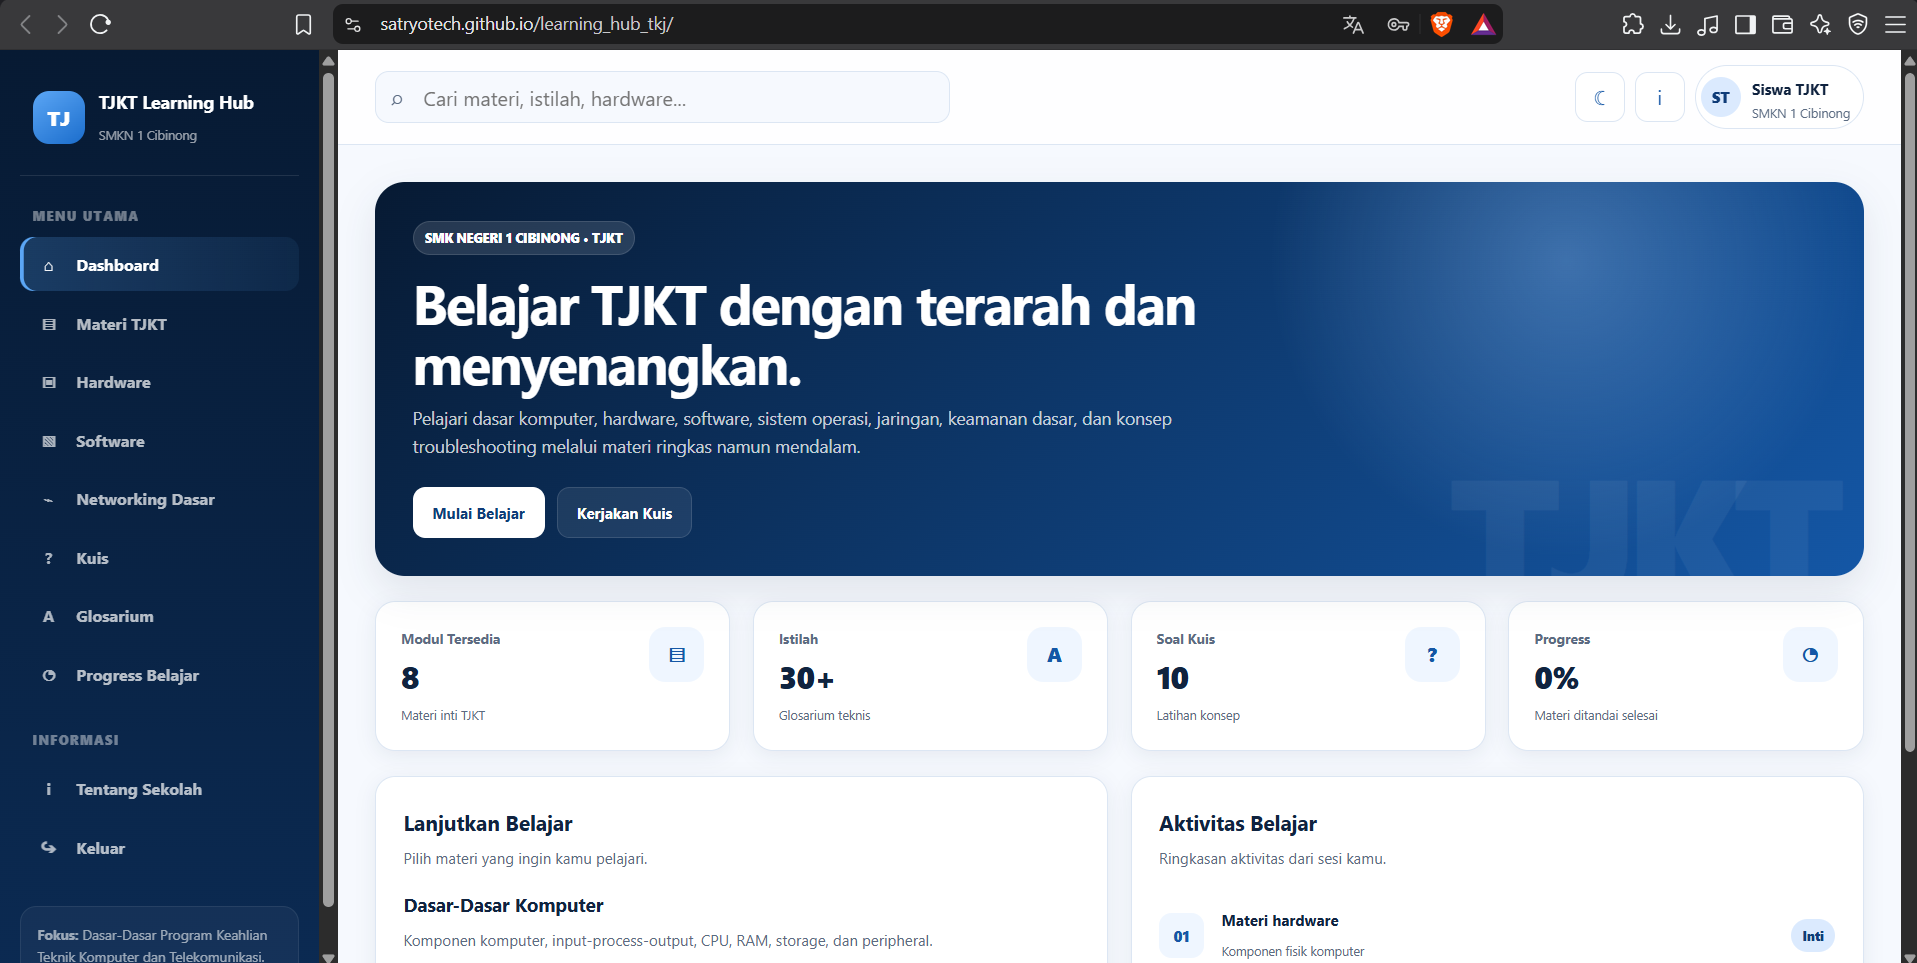 satryotech.github.io/learning_hub_tkj/
TJ
TJKT Learning Hub
SMKN 1 Cibinong
MENU UTAMA
Dashboard
Materi TJKT
Hardware
Software
Networking Dasar
? Kuis
A Glosarium
Progress Belajar
INFORMASI
i Tentang Sekolah
Keluar
Fokus: Dasar-Dasar Program Keahlian
Teknik Komputer dan Telekomunikasi.
Cari materi, istilah, hardware...
i
ST
Siswa TJKT
SMKN 1 Cibinong
SMK NEGERI 1 CIBINONG • TJKT
Belajar TJKT dengan terarah dan
menyenangkan.
Pelajari dasar komputer, hardware, software, sistem operasi, jaringan, keamanan dasar, dan konsep
troubleshooting melalui materi ringkas namun mendalam.
Mulai Belajar
Kerjakan Kuis
TJKT
Modul Tersedia
8
Materi inti TJKT
Istilah
A
30+
Glosarium teknis
Soal Kuis
?
10
Latihan konsep
Progress
0%
Materi ditandai selesai
Lanjutkan Belajar
Pilih materi yang ingin kamu pelajari.
Dasar-Dasar Komputer
Komponen komputer, input-process-output, CPU, RAM, storage, dan peripheral.
Aktivitas Belajar
Ringkasan aktivitas dari sesi kamu.
01
Materi hardware
Komponen fisik komputer
Inti